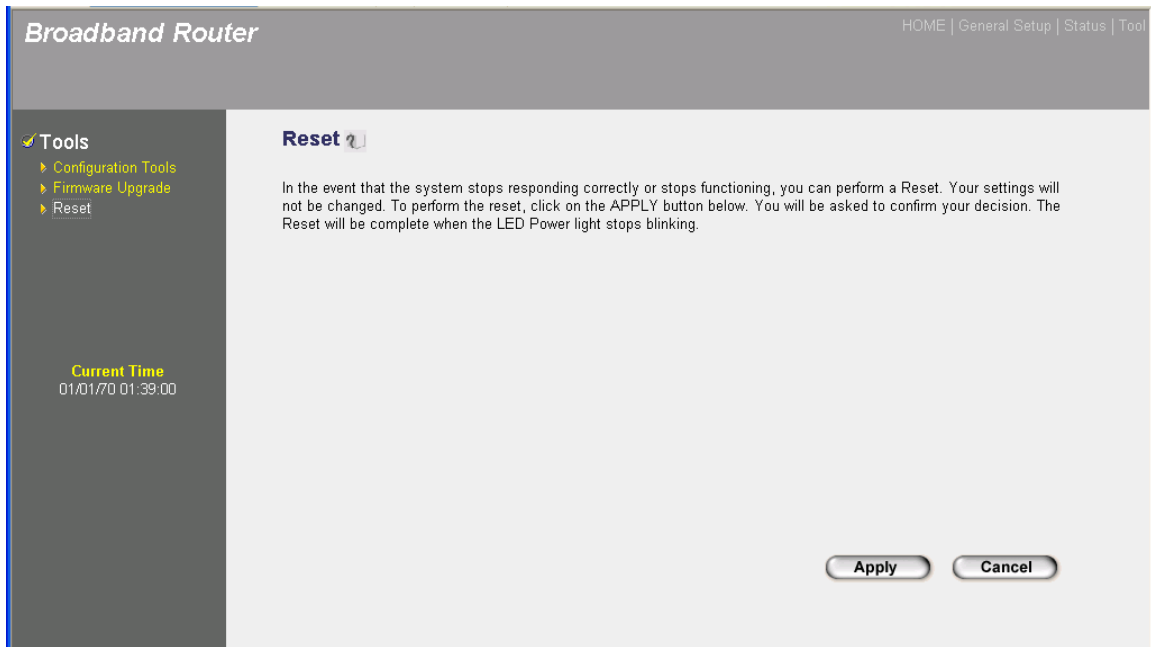 Broadband Router
HOME | General Setup | Status | Tool
Tools
Configuration Tools
Firmware Upgrade
Reset
Current Time
01/01/70 01:39:00
Reset
In the event that the system stops responding correctly or stops functioning, you can perform a Reset. Your settings will
not be changed. To perform the reset, click on the APPLY button below. You will be asked to confirm your decision. The
Reset will be complete when the LED Power light stops blinking.
Apply
Cancel